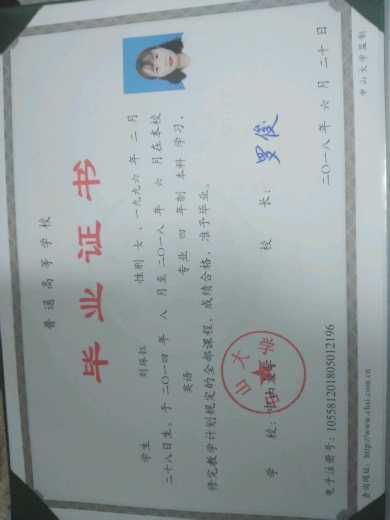 普通高等学校
毕业证书
学生 性别 女，一九九六年 二月
二十八日生，于二〇一四年 八月至二〇一八年 六月在本校
英语 专业 四年制 本科 学习，
修完教学计划规定的全部课程，成绩合格，准予毕业。
学 校： 校 长： 罗俊
电子注册号：105581201805012196 二〇一八年 六月 二十日
查询网址：http://www.chsi.com.cn 中山大学监制